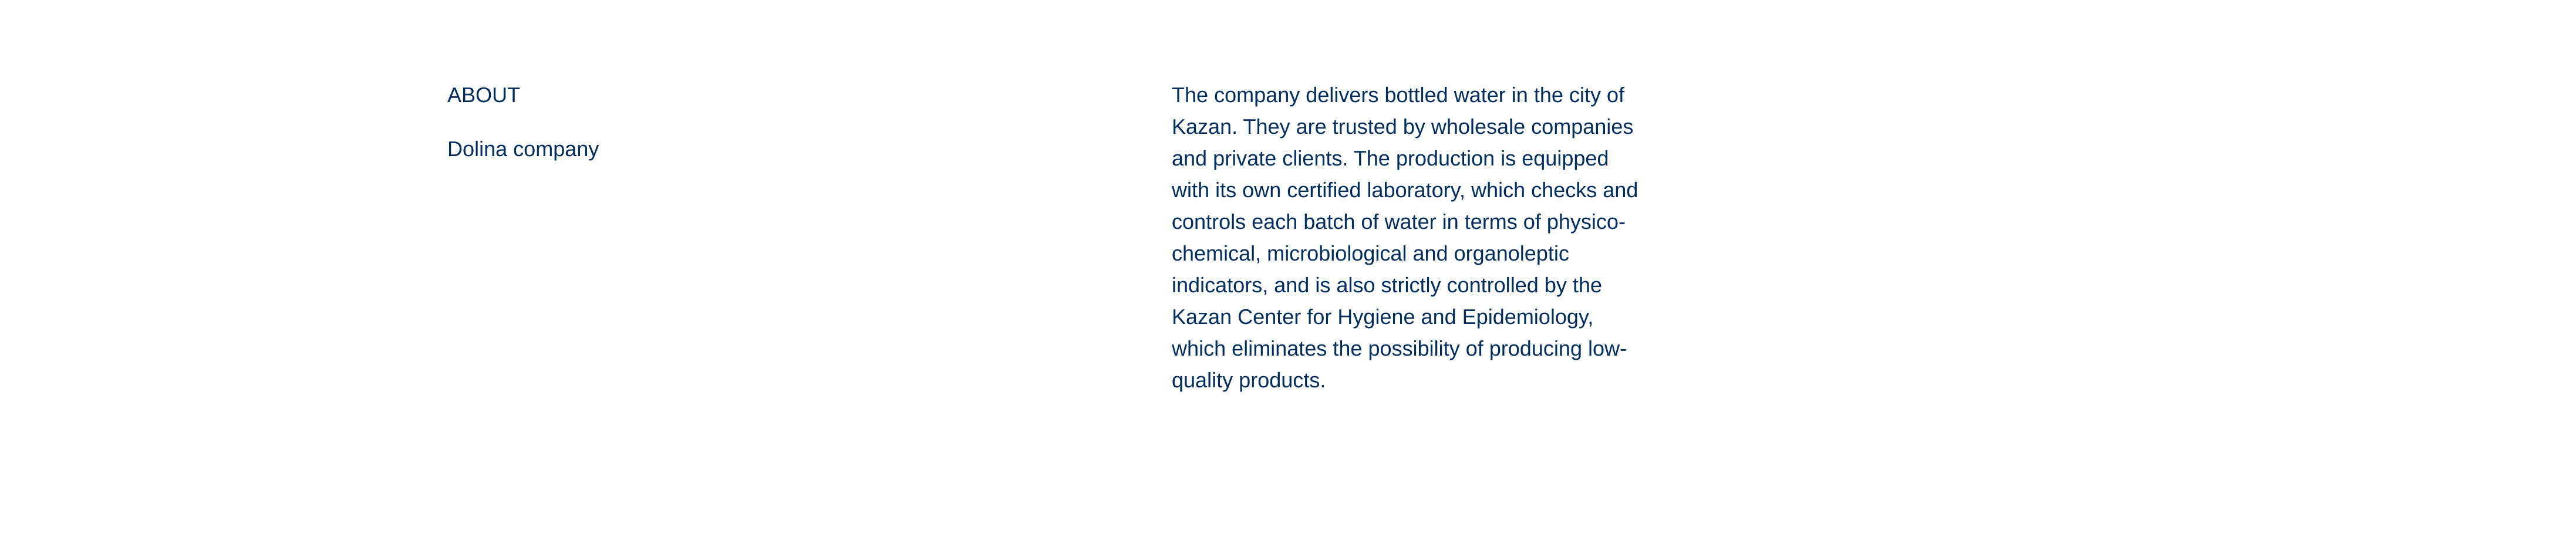 ABOUT
Dolina company
The company delivers bottled water in the city of
Kazan. They are trusted by wholesale companies
and private clients. The production is equipped
with its own certified laboratory, which checks and
controls each batch of water in terms of physico-
chemical, microbiological and organoleptic
indicators, and is also strictly controlled by the
Kazan Center for Hygiene and Epidemiology,
which eliminates the possibility of producing low-
quality products.